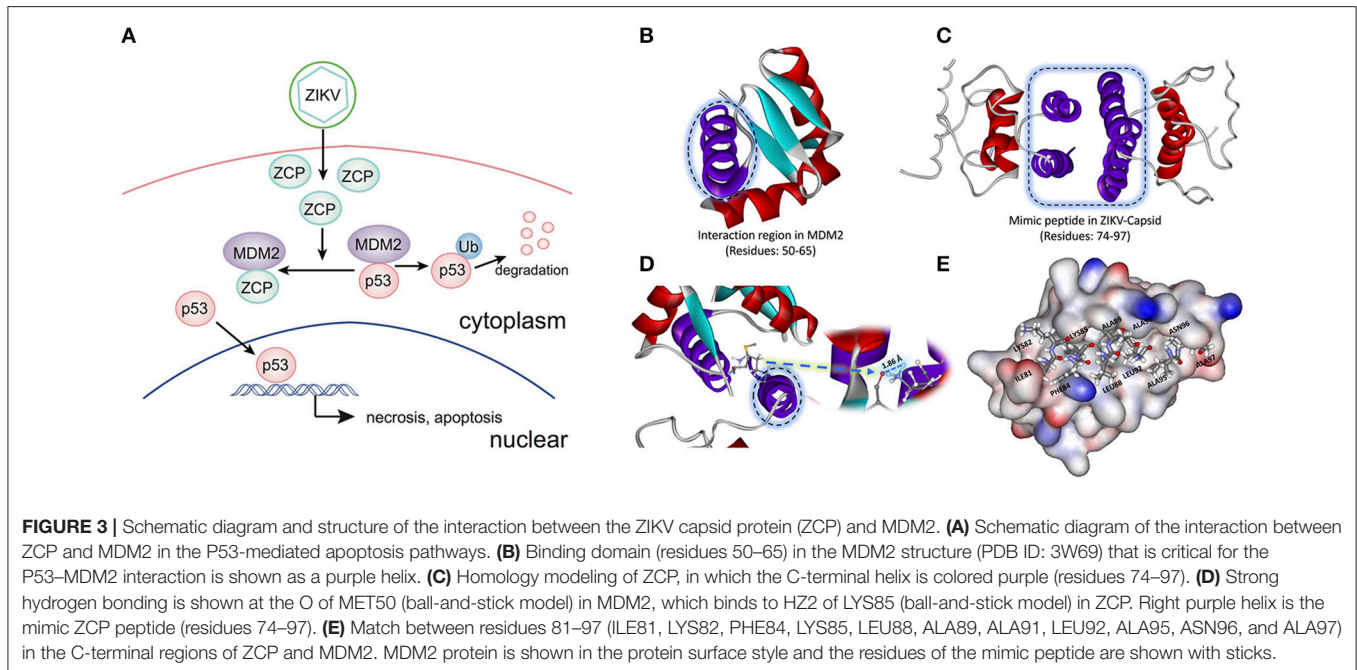 A
ZIKV
ZCP
ZCP
ZCP
MDM2
ZCP
MDM2
p53
Ub
p53
degradation
p53
cytoplasm
p53
necrosis, apoptosis
nuclear
B
Interaction region in MDM2
(Residues: 50-65)
C
Mimic peptide in ZIKV-Capsid
(Residues: 74-97)
D
1.86 Å
E
LYS82
LYS85
ALA89
ASN96
ILE81
PHE84
LEU88
LEU92
ALA95
ALA97
FIGURE 3 | Schematic diagram and structure of the interaction between the ZIKV capsid protein (ZCP) and MDM2. (A) Schematic diagram of the interaction between
ZCP and MDM2 in the P53-mediated apoptosis pathways. (B) Binding domain (residues 50–65) in the MDM2 structure (PDB ID: 3W69) that is critical for the
P53–MDM2 interaction is shown as a purple helix. (C) Homology modeling of ZCP, in which the C-terminal helix is colored purple (residues 74–97). (D) Strong
hydrogen bonding is shown at the O of MET50 (ball-and-stick model) in MDM2, which binds to HZ2 of LYS85 (ball-and-stick model) in ZCP. Right purple helix is the
mimic ZCP peptide (residues 74–97). (E) Match between residues 81–97 (ILE81, LYS82, PHE84, LYS85, LEU88, ALA89, ALA91, LEU92, ALA95, ASN96, and ALA97)
in the C-terminal regions of ZCP and MDM2. MDM2 protein is shown in the protein surface style and the residues of the mimic peptide are shown with sticks.